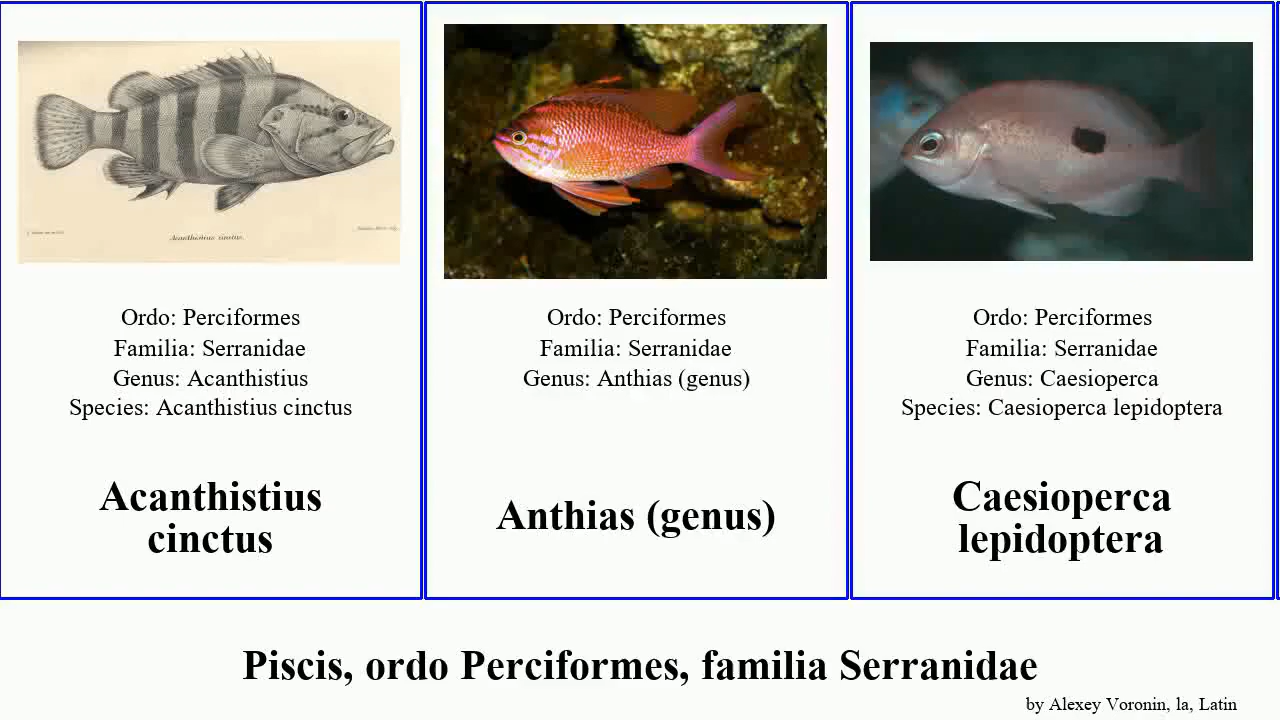 Acanthistius cinctus.
Ordo: Perciformes
Familia: Serranidae
Genus: Acanthistius
Species: Acanthistius cinctus
Acanthistius
cinctus
Ordo: Perciformes
Familia: Serranidae
Genus: Anthias (genus)
Anthias (genus)
Ordo: Perciformes
Familia: Serranidae
Genus: Caesioperca
Species: Caesioperca lepidoptera
Caesioperca
lepidoptera
Piscis, ordo Perciformes, familia Serranidae
by Alexey Voronin, la, Latin